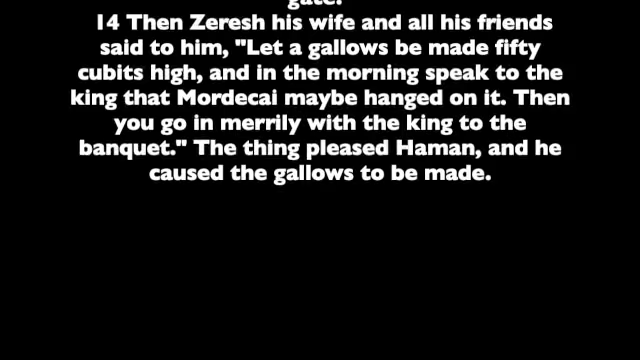 gate."
14 Then Zeresh his wife and all his friends
said to him, "Let a gallows be made fifty
cubits high, and in the morning speak to the
king that Mordecai maybe hanged on it. Then
you go in merrily with the king to the
banquet." The thing pleased Haman, and he
caused the gallows to be made.